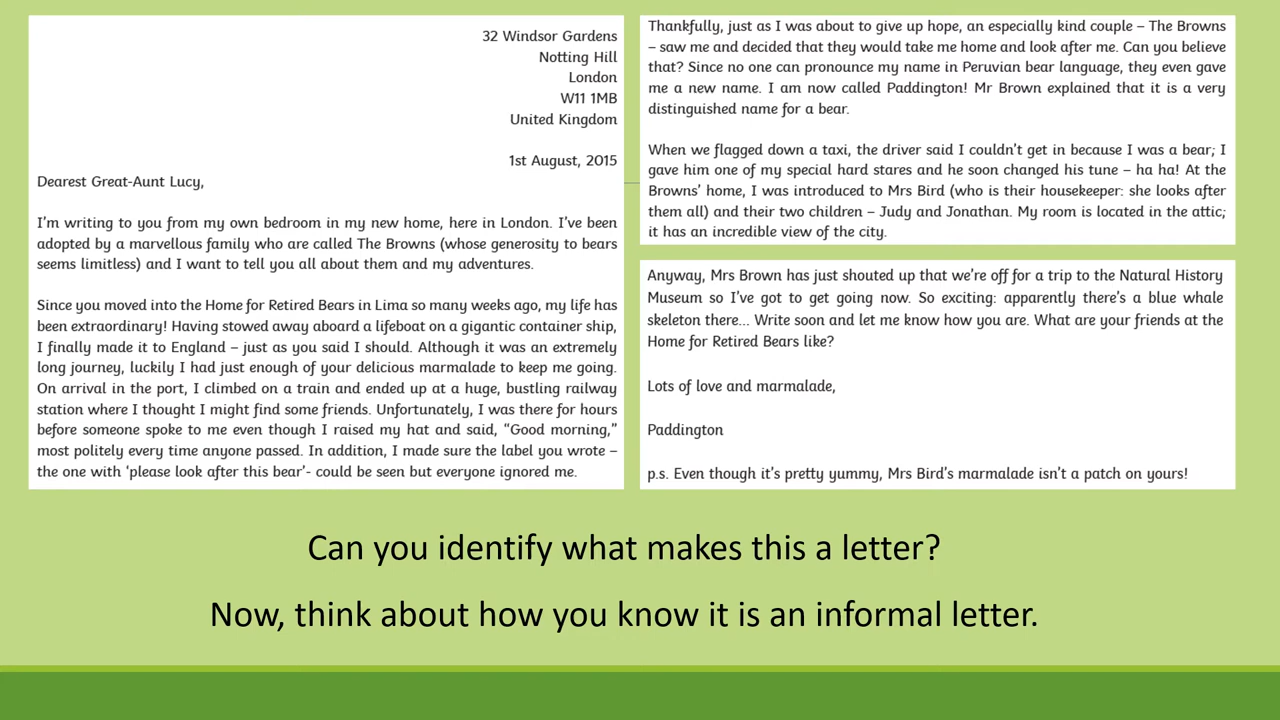 32 Windsor Gardens
Notting Hill
London
W11 1MB
United Kingdom
1st August, 2015
Dearest Great-Aunt Lucy,
I'm writing to you from my own bedroom in my new home, here in London. I've been
adopted by a marvellous family who are called The Browns (whose generosity to bears
seems limitless) and I want to tell you all about them and my adventures.
Since you moved into the Home for Retired Bears in Lima so many weeks ago, my life has
been extraordinary! Having stowed away aboard a lifeboat on a gigantic container ship,
I finally made it to England – just as you said I should. Although it was an extremely
long journey, luckily I had just enough of your delicious marmalade to keep me going.
On arrival in the port, I climbed on a train and ended up at a huge, bustling railway
station where I thought I might find some friends. Unfortunately, I was there for hours
before someone spoke to me even though I raised my hat and said, “Good morning,”
most politely every time anyone passed. In addition, I made sure the label you wrote –
the one with ‘please look after this bear’- could be seen but everyone ignored me.
Thankfully, just as I was about to give up hope, an especially kind couple – The Browns
– saw me and decided that they would take me home and look after me. Can you believe
that? Since no one can pronounce my name in Peruvian bear language, they even gave
me a new name. I am now called Paddington! Mr Brown explained that it is a very
distinguished name for a bear.
When we flagged down a taxi, the driver said I couldn't get in because I was a bear; I
gave him one of my special hard stares and he soon changed his tune – ha ha! At the
Browns' home, I was introduced to Mrs Bird (who is their housekeeper: she looks after
them all) and their two children – Judy and Jonathan. My room is located in the attic;
it has an incredible view of the city.
Anyway, Mrs Brown has just shouted up that we're off for a trip to the Natural History
Museum so I've got to get going now. So exciting: apparently there's a blue whale
skeleton there... Write soon and let me know how you are. What are your friends at the
Home for Retired Bears like?
Lots of love and marmalade,
Paddington
p.s. Even though it's pretty yummy, Mrs Bird's marmalade isn't a patch on yours!
Can you identify what makes this a letter?
Now, think about how you know it is an informal letter.